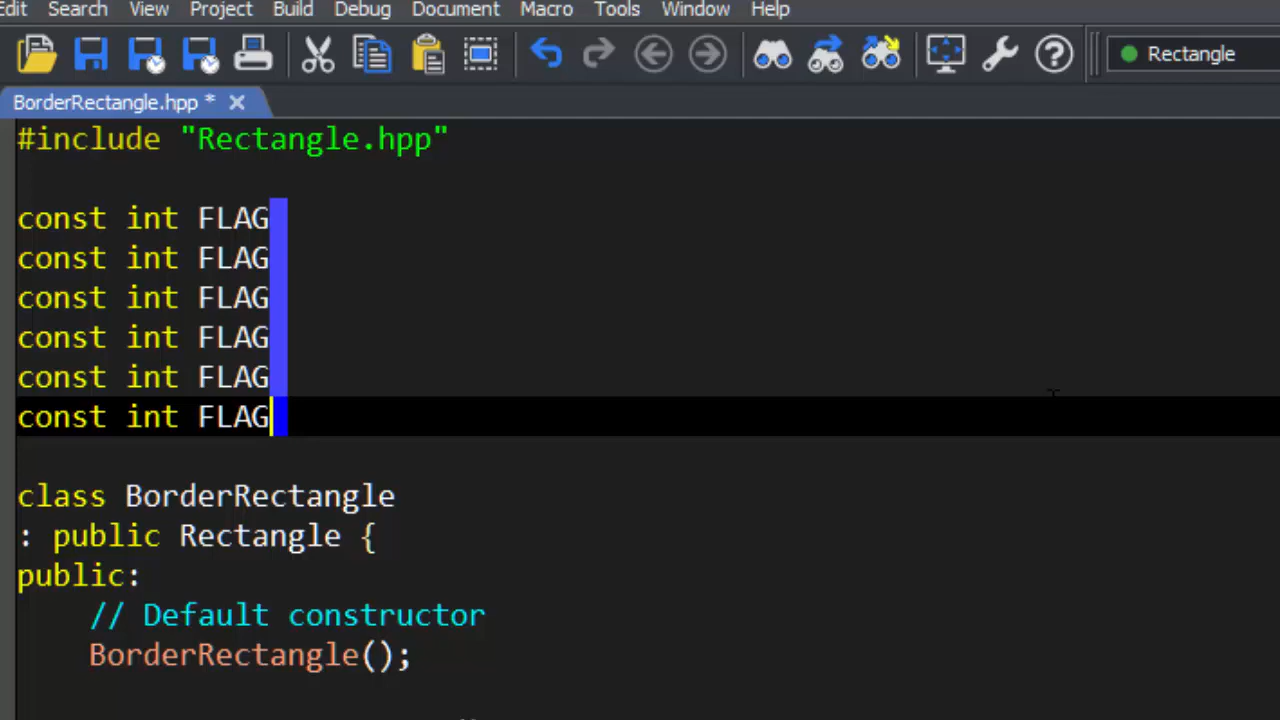 Edit Search View Project Build Debug Document Macro Tools Window Help
Rectangle
BorderRectangle.hpp *
#include "Rectangle.hpp"
const int FLAG
const int FLAG
const int FLAG
const int FLAG
const int FLAG
const int FLAG
class BorderRectangle
: public Rectangle {
public:
// Default constructor
BorderRectangle();